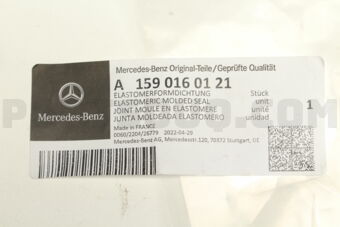 Mercedes-Benz Original-Teile/Geprüfte Qualität
A 159 016 01 21
ELASTOMERFORMDICHTUNG Stück
ELASTOMERIC MOLDED SEAL unit
JOINT MOULE EN ELASTOMERE unité 1
JUNTA MOLDEADA ELASTOMERO unidad
Made in FRANCE
0060/2204/26779 2022-04-20
Mercedes-Benz AG, Mercedesstr.120, 70372 Stuttgart, DE
Mercedes-Benz